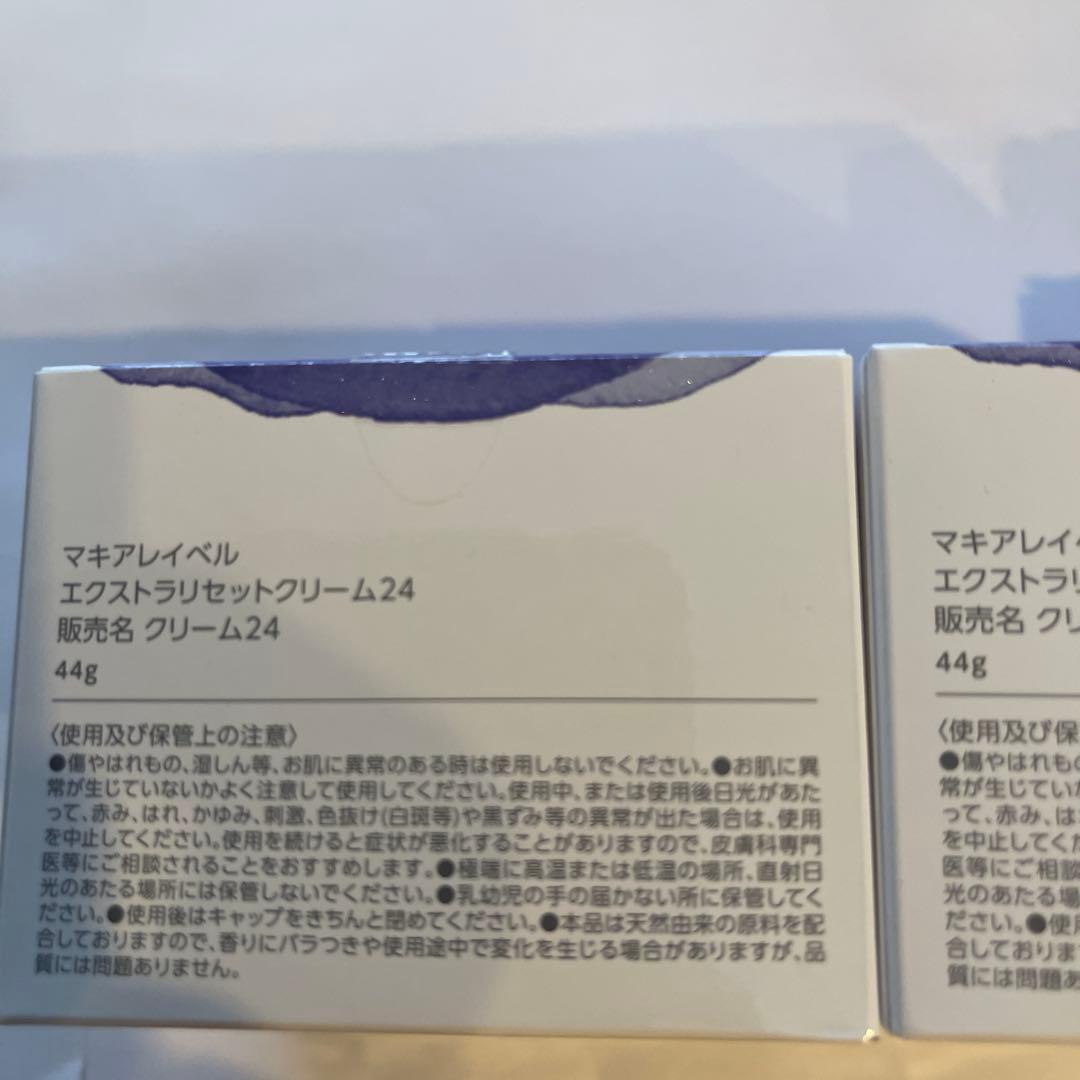 マキアレイベル
エクストラリセットクリーム24
販売名 クリーム24
44g
〈使用及び保管上の注意〉
●傷やはれもの、湿しん等、お肌に異常のある時は使用しないでください。●お肌に異
常が生じていないかよく注意して使用してください。使用中、または使用後日光があた
って、赤み、はれ、かゆみ、刺激、色抜け(白斑等)や黒ずみ等の異常が出た場合は、使用
を中止してください。使用を続けると症状が悪化することがありますので、皮膚科専門
医等にご相談されることをおすすめします。●極端に高温または低温の場所、直射日
光のあたる場所には保管しないでください。●乳幼児の手の届かない所に保管してく
ださい。●使用後はキャップをきちんと閉めてください。●本品は天然由来の原料を配
合しておりますので、香りにバラつきや使用途中で変化を生じる場合がありますが、品
質には問題ありません。
マキアレイ
エクストラリ
販売名 クリ
44g
〈使用及び保
●傷やはれも
常が生じてい
って、赤み、は
を中止してく
医等にご相談
光のあたる場
ださい。●使
合しておりま
質には問題あ